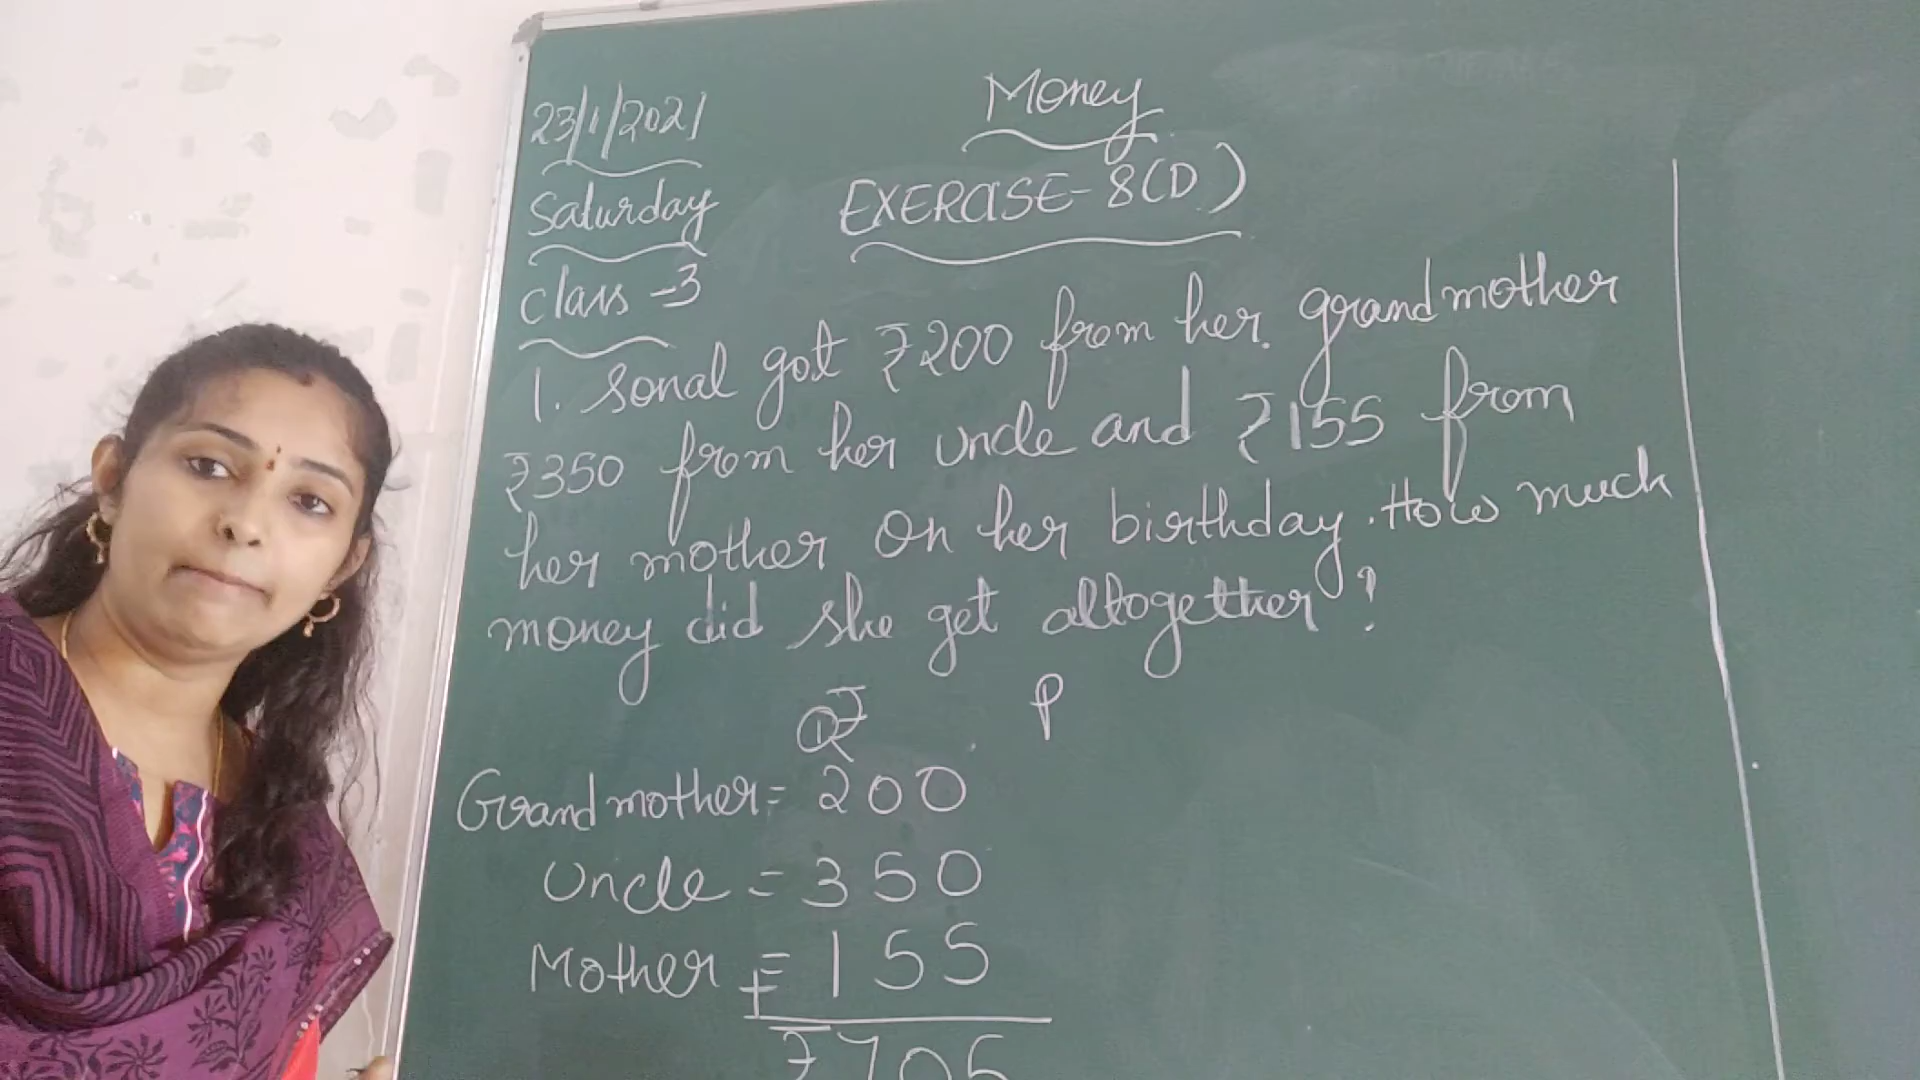 Money
23/1/2021
EXERCISE-8(D)
Saturday
Class -3
1. Sonal got ₹200 from her grandmother
₹350 from her uncle and ₹155 from
her mother On her birthday. How much
money did she get altogether?
① ₹ P
Grandmother = 200
Uncle = 350
Mother = 155
+
₹705